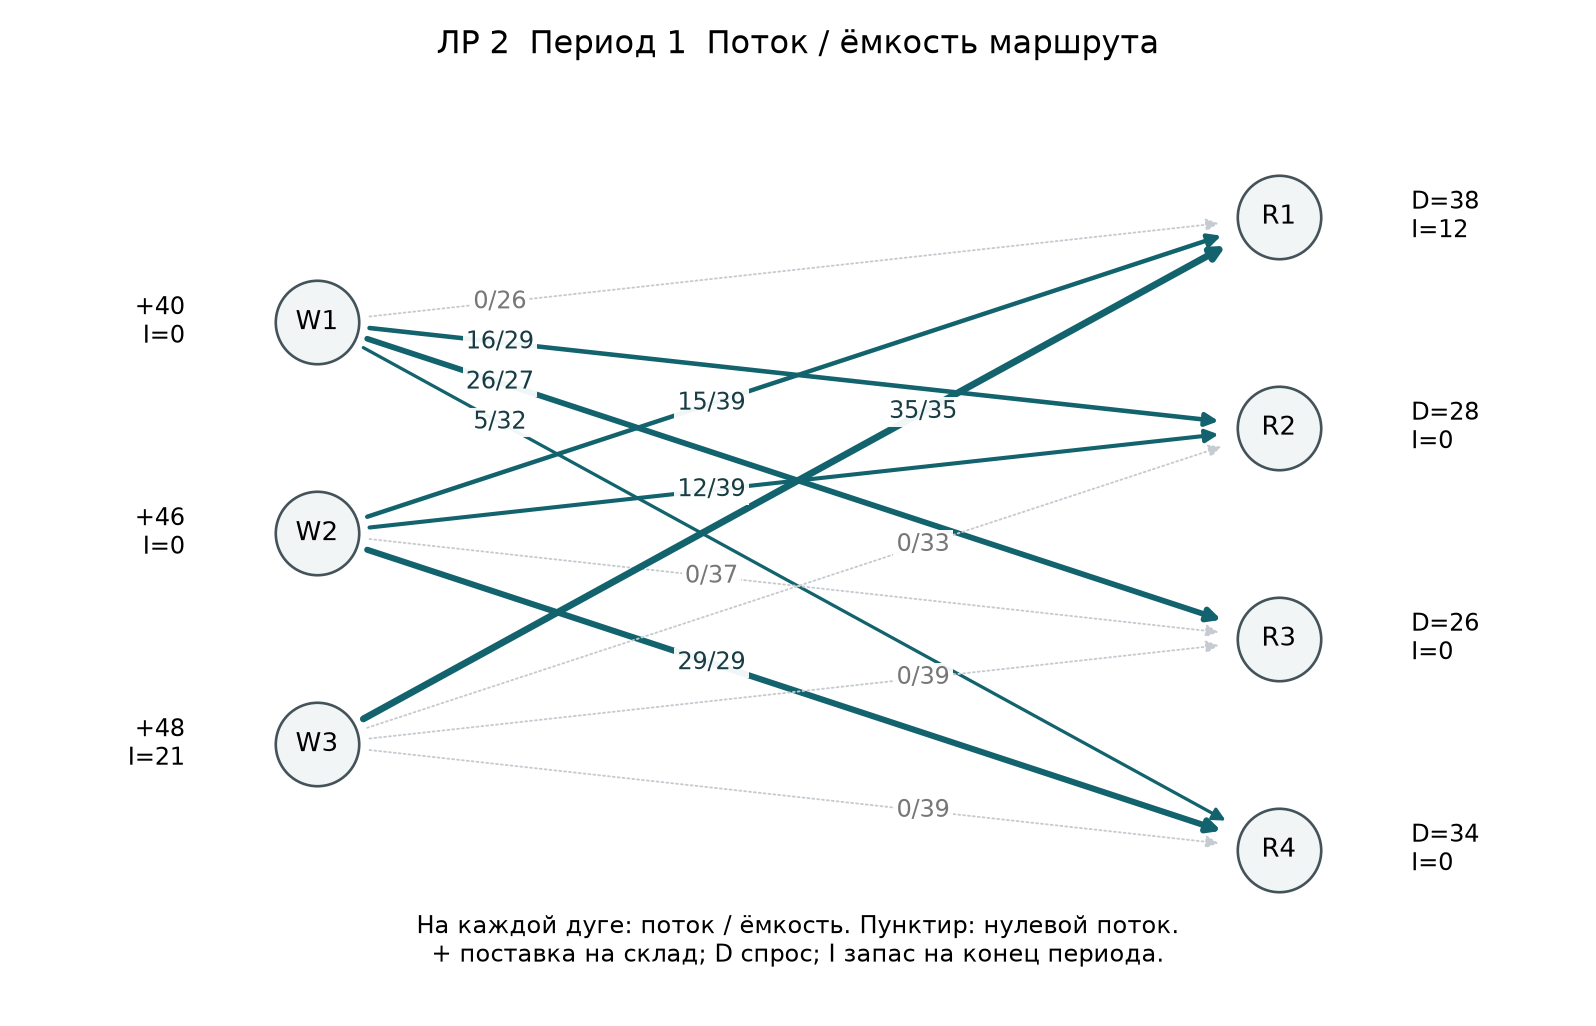 ЛР 2  Период 1  Поток / ёмкость маршрута
R1
D=38
I=12
+40
I=0
W1
0/26
16/29
26/27
5/32
15/39
35/35
R2
D=28
I=0
+46
I=0
W2
12/39
0/33
0/37
R3
D=26
I=0
29/29
0/39
+48
I=21
W3
0/39
R4
D=34
I=0
На каждой дуге: поток / ёмкость. Пунктир: нулевой поток.
+ поставка на склад; D спрос; I запас на конец периода.